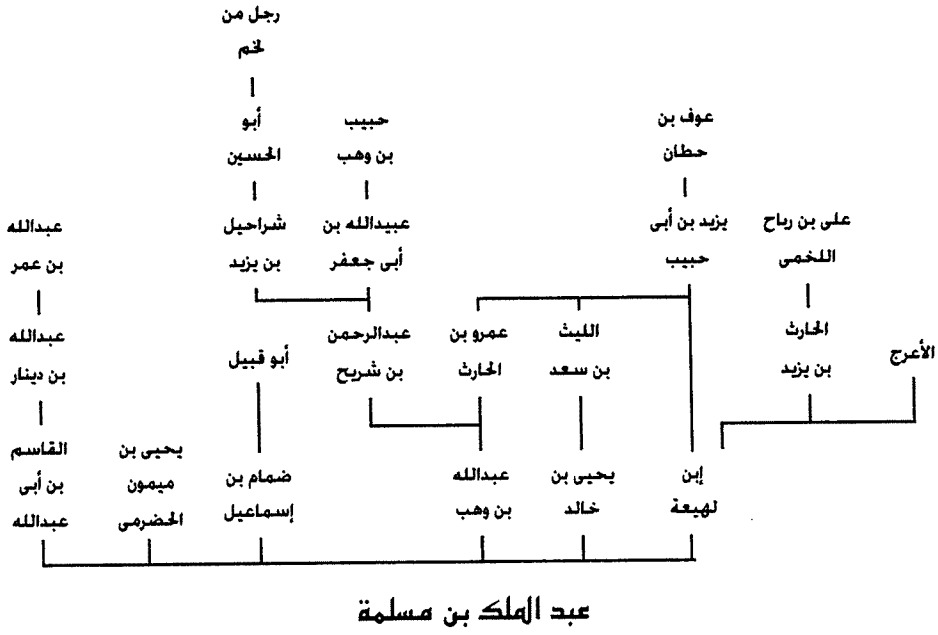 رجل من
لخم
عوف بن
حطان
حبيب
بن وهب
أبو
الحسين
على بن رباح
اللخمى
يزيد بن أبى
حبيب
عبيدالله بن
أبى جعفر
شراحيل
بن يزيد
عبدالله
بن عمر
الأعرج
الحارث
بن يزيد
الليث
بن سعد
عمرو بن
الحارث
عبدالرحمن
بن شريح
أبو قبيل
عبدالله
بن دينار
إبن
لهيعة
يحيى بن
خالد
عبدالله
بن وهب
ضمام بن
إسماعيل
يحيى بن
ميمون
الحضرمى
القاسم
بن أبى
عبدالله
عبد الملك بن مسلمة